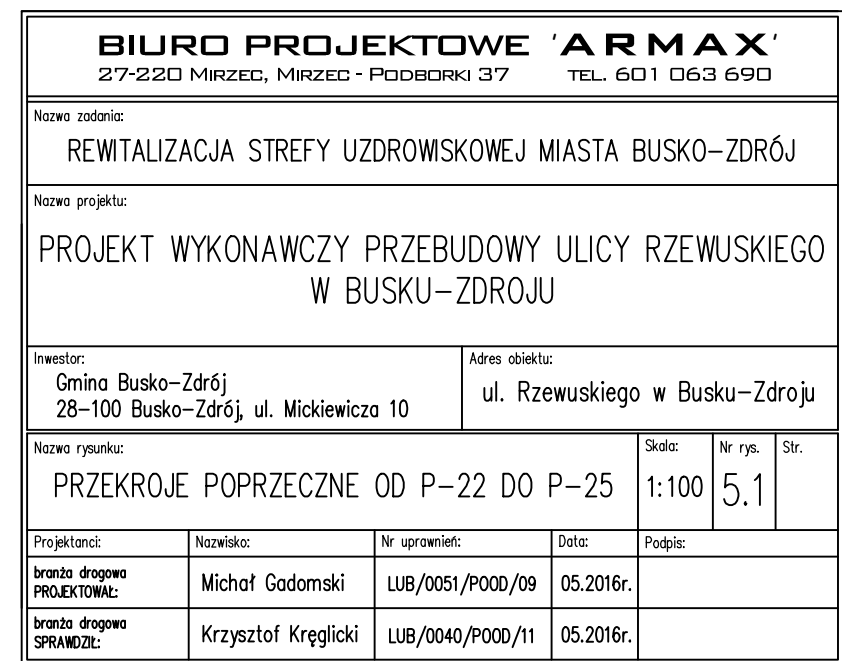 BIURO PROJEKTOWE 'ARMAX'
27-220 MIRZEC, MIRZEC - PODBORKI 37 TEL. 601 063 690
Nazwa zadania:
REWITALIZACJA STREFY UZDROWISKOWEJ MIASTA BUSKO-ZDRÓJ
Nazwa projektu:
PROJEKT WYKONAWCZY PRZEBUDOWY ULICY RZEWUSKIEGO
W BUSKU-ZDROJU
Inwestor:
Gmina Busko-Zdrój
28-100 Busko-Zdrój, ul. Mickiewicza 10
Adres obiektu:
ul. Rzewuskiego w Busku-Zdroju
Nazwa rysunku:
PRZEKROJE POPRZECZNE OD P-22 DO P-25
Skala:
1:100
Nr rys.
5.1
Str.
Projektanci: Nazwisko: Nr uprawnień: Data: Podpis:
branża drogowa
PROJEKTOWAŁ:
Michał Gadomski LUB/0051/POOD/09 05.2016r.
branża drogowa
SPRAWDZIŁ:
Krzysztof Kręglicki LUB/0040/POOD/11 05.2016r.